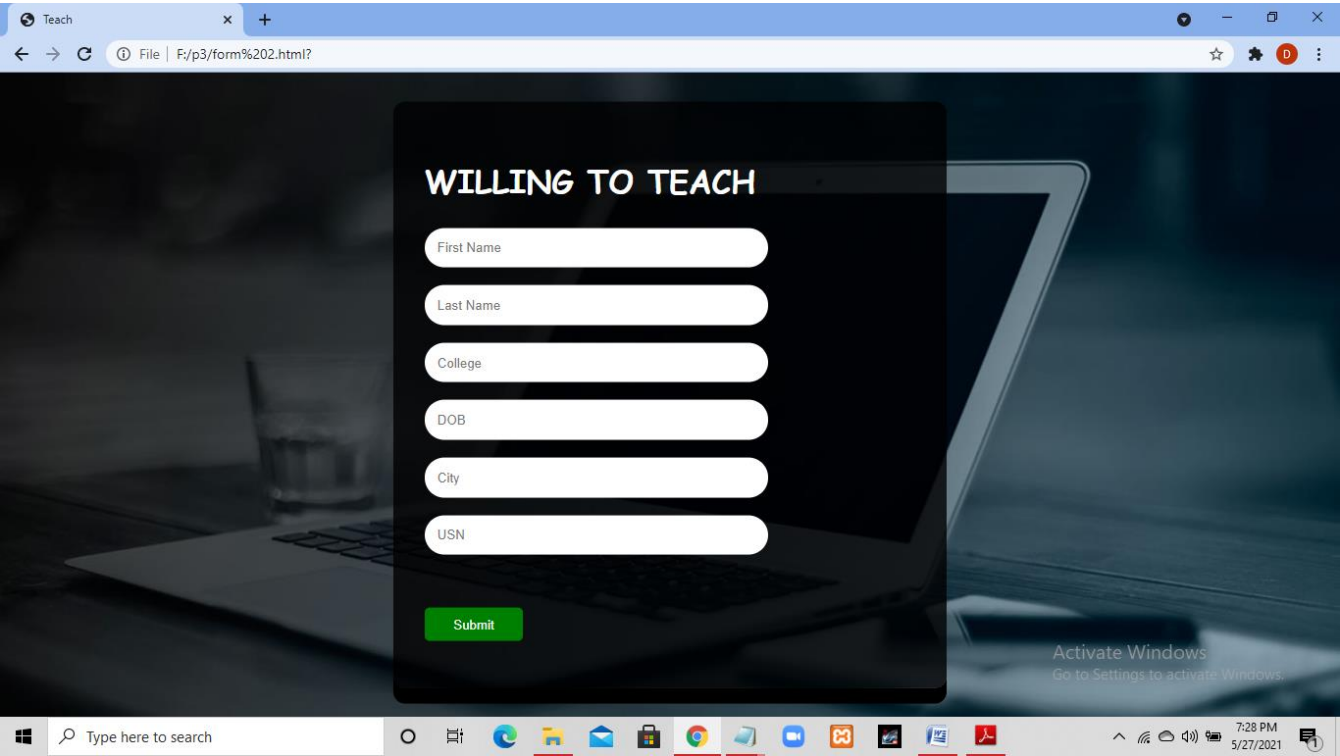 Teach
File | F:/p3/form%202.html?
D
WILLING TO TEACH
First Name
Last Name
College
DOB
City
USN
Submit
Activate Windows
Go to Settings to activate Windows.
Type here to search
7:28 PM
5/27/2021
1